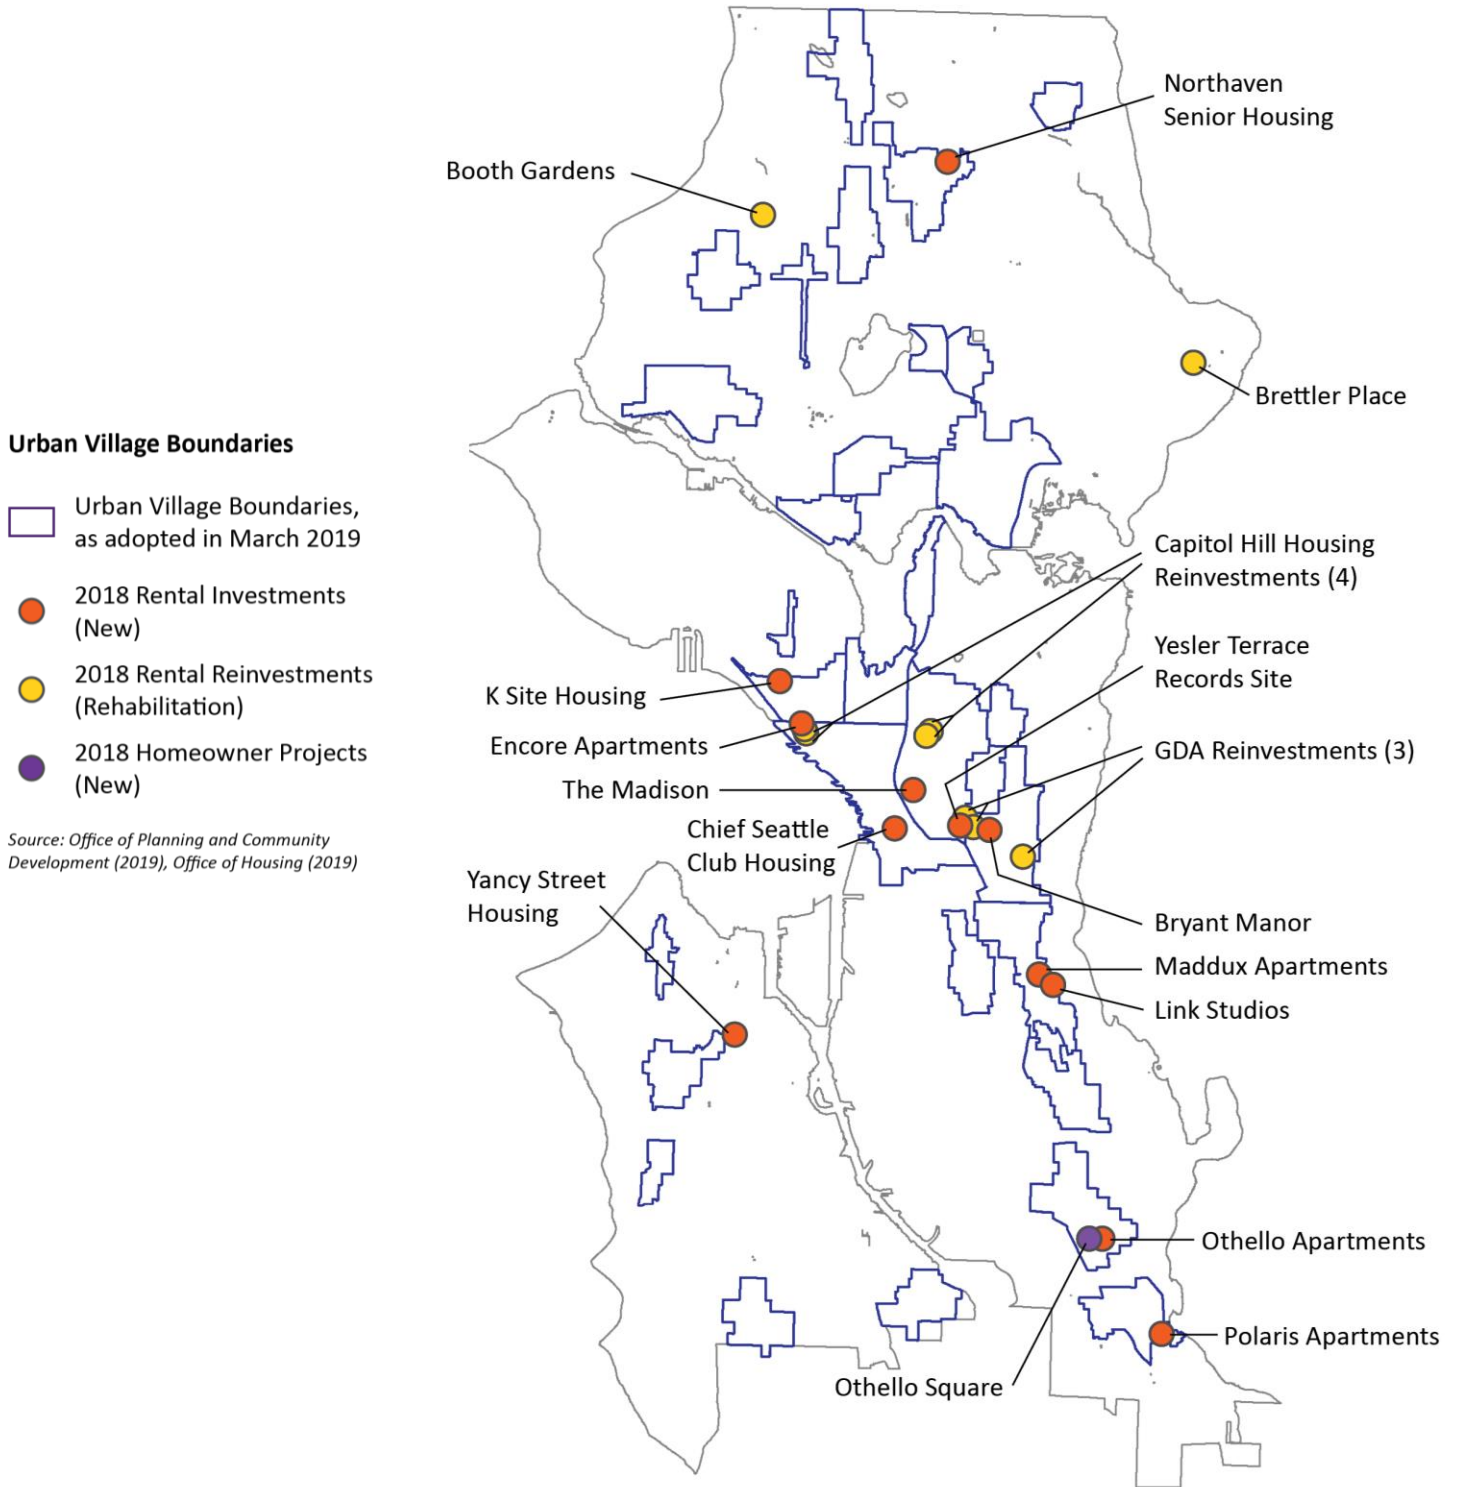 Northaven
Senior Housing
Booth Gardens
Brettler Place
Urban Village Boundaries
Urban Village Boundaries,
as adopted in March 2019
2018 Rental Investments
(New)
2018 Rental Reinvestments
(Rehabilitation)
2018 Homeowner Projects
(New)
Source: Office of Planning and Community
Development (2019), Office of Housing (2019)
Capitol Hill Housing
Reinvestments (4)
Yesler Terrace
Records Site
K Site Housing
Encore Apartments
GDA Reinvestments (3)
The Madison
Chief Seattle
Club Housing
Yancy Street
Housing
Bryant Manor
Maddux Apartments
Link Studios
Othello Apartments
Polaris Apartments
Othello Square